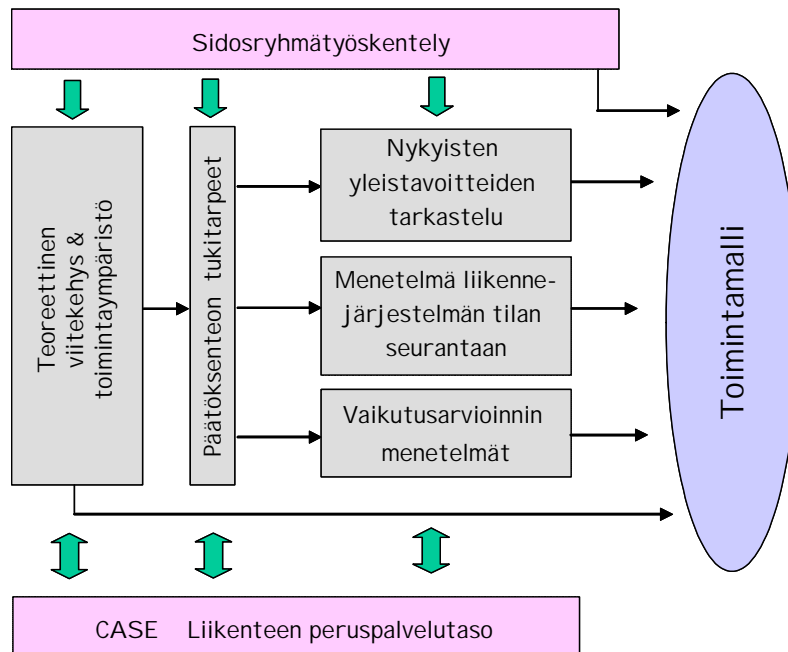 Sidosryhmätyöskentely
Teoreettinen
viitekehys &
toimintaympäristö
Päätöksenteon tukitarpeet
Nykyisten
yleistavoitteiden
tarkastelu
Menetelmä liikenne-
järjestelmän tilan
seurantaan
Vaikutusarvioinnin
menetelmät
Toimintamalli
CASE Liikenteen peruspalvelutaso